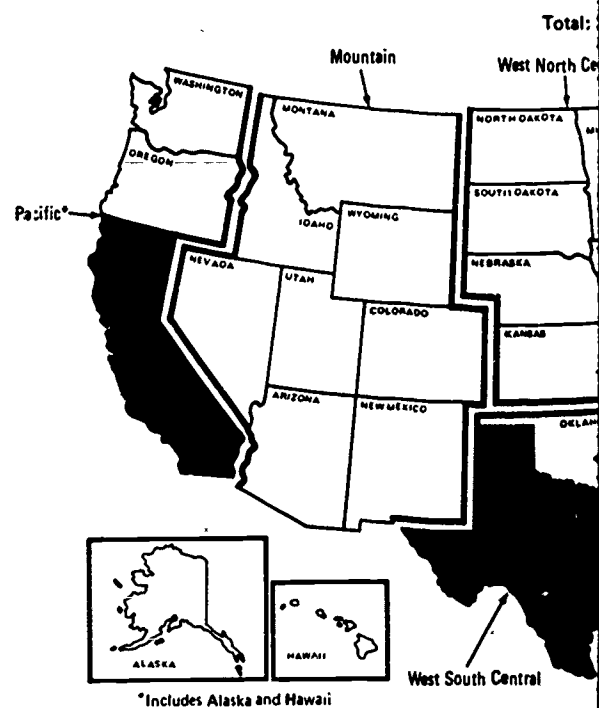 Total:
Mountain
West North Ce
WASHINGTON
MONTANA
NORTH DAKOTA
OREGON
SOUTH DAKOTA
Pacific*
IDAHO
WYOMING
NEVADA
UTAH
NEBRASKA
COLORADO
KANSAS
ARIZONA
NEW MEXICO
OKLAH
ALASKA
HAWAII
West South Central
*Includes Alaska and Hawaii